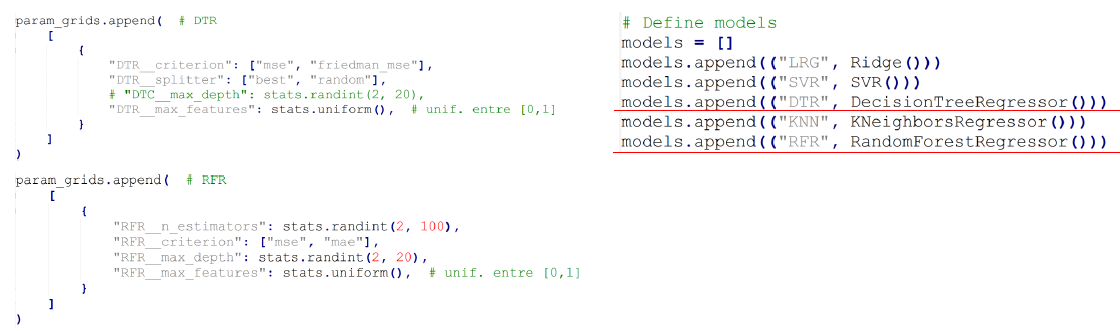 param_grids.append(  # DTR
    [
        {
            "DTR__criterion": ["mse", "friedman_mse"],
            "DTR__splitter": ["best", "random"],
            # "DTC__max_depth": stats.randint(2, 20),
            "DTR__max_features": stats.uniform(),  # unif. entre [0,1]
        }
    ]
)
param_grids.append(  # RFR
    [
        {
            "RFR__n_estimators": stats.randint(2, 100),
            "RFR__criterion": ["mse", "mae"],
            "RFR__max_depth": stats.randint(2, 20),
            "RFR__max_features": stats.uniform(),  # unif. entre [0,1]
        }
    ]
)
# Define models
models = []
models.append(("LRG", Ridge()))
models.append(("SVR", SVR()))
models.append(("DTR", DecisionTreeRegressor()))
models.append(("KNN", KNeighborsRegressor()))
models.append(("RFR", RandomForestRegressor()))